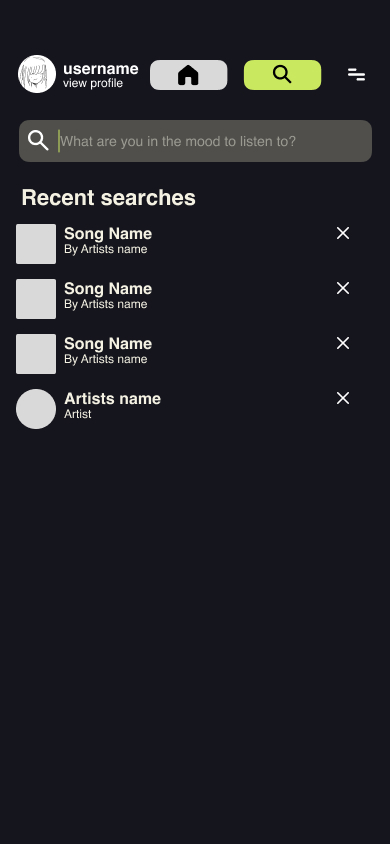 username
view profile
What are you in the mood to listen to?
Recent searches
Song Name
By Artists name
Song Name
By Artists name
Song Name
By Artists name
Artists name
Artist